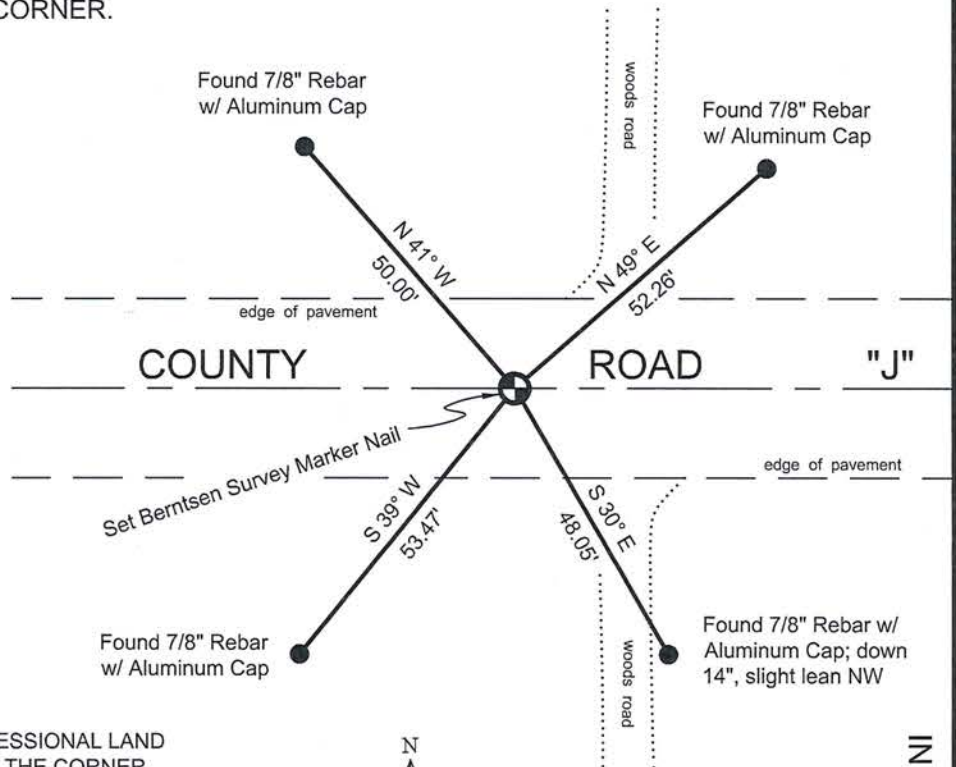 CORNER.
Found 7/8" Rebar
w/ Aluminum Cap
woods road
Found 7/8" Rebar
w/ Aluminum Cap
N 41° W
50.00'
N 49° E
52.26'
edge of pavement
COUNTY ROAD "J"
Set Berntsen Survey Marker Nail
edge of pavement
S 39° W
53.47'
S 30° E
48.05'
Found 7/8" Rebar
w/ Aluminum Cap
woods road
Found 7/8" Rebar w/
Aluminum Cap; down
14", slight lean NW
ESSIONAL LAND
THE CORNER
N